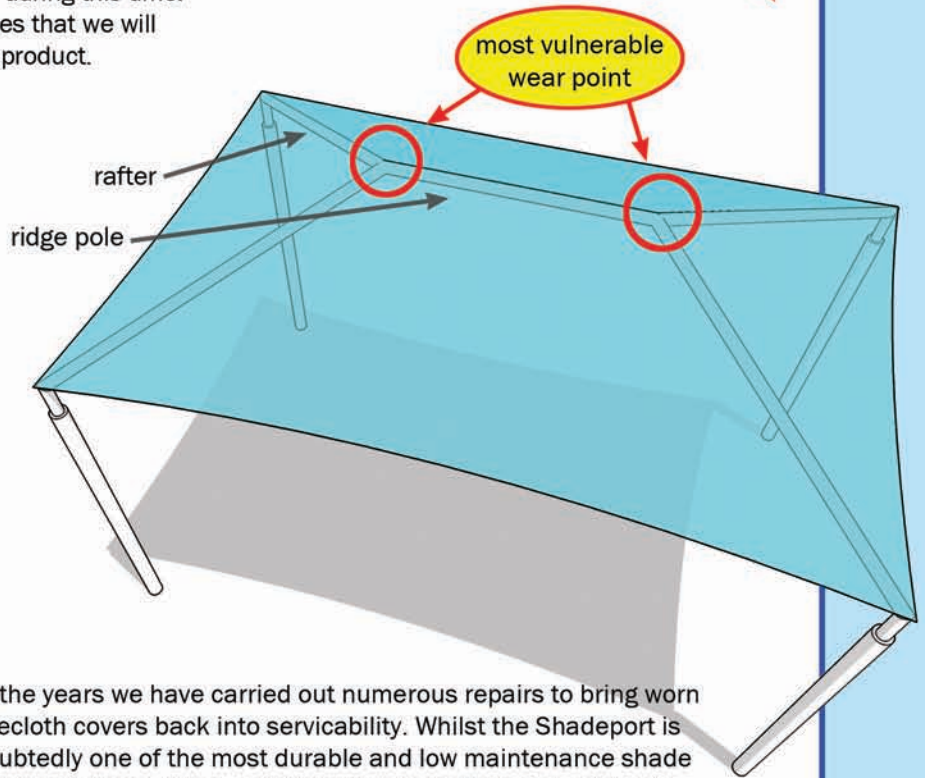 es that we will
product.
most vulnerable
wear point
rafter
ridge pole
the years we have carried out numerous repairs to bring worn
ecloth covers back into servicability. Whilst the Shadeport is
ubtedly one of the most durable and low maintenance shade